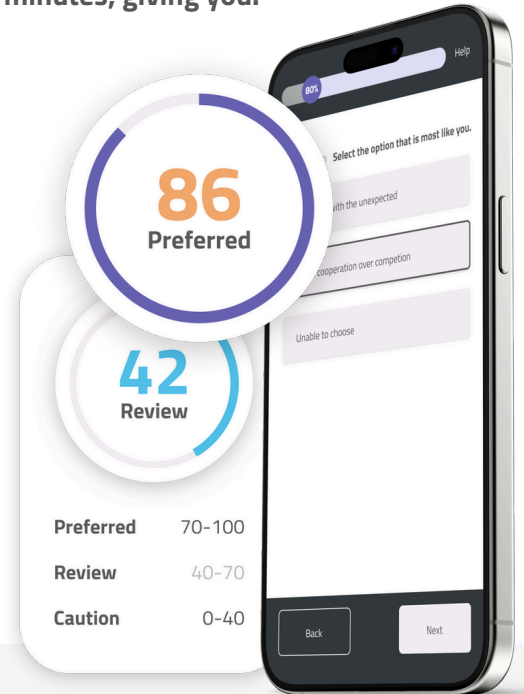 minutes, giving you:
Help
80%
Select the option that is most like you.
with the unexpected
cooperation over competion
Unable to choose
Back
Next
86
Preferred
42
Review
Preferred 70-100
Review 40-70
Caution 0-40